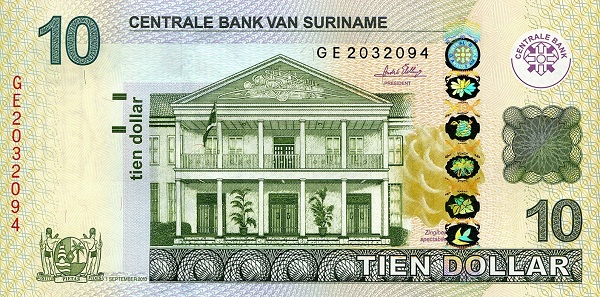 10
CENTRALE BANK VAN SURINAME
GE2032094
CENTRALE BANK
PRESIDENT
GE2032094
tien dollar
Zingiber
spectabile
10
1 SEPTEMBER 2010
TIEN DOLLAR